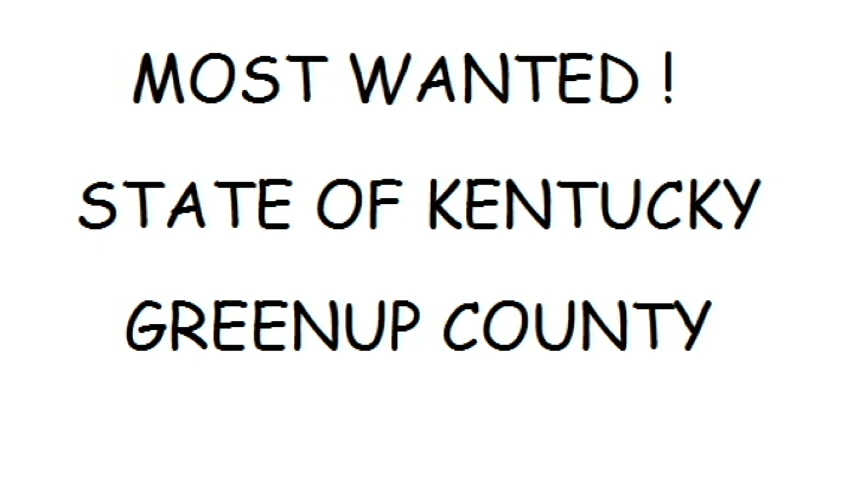 MOST WANTED !
STATE OF KENTUCKY
GREENUP COUNTY